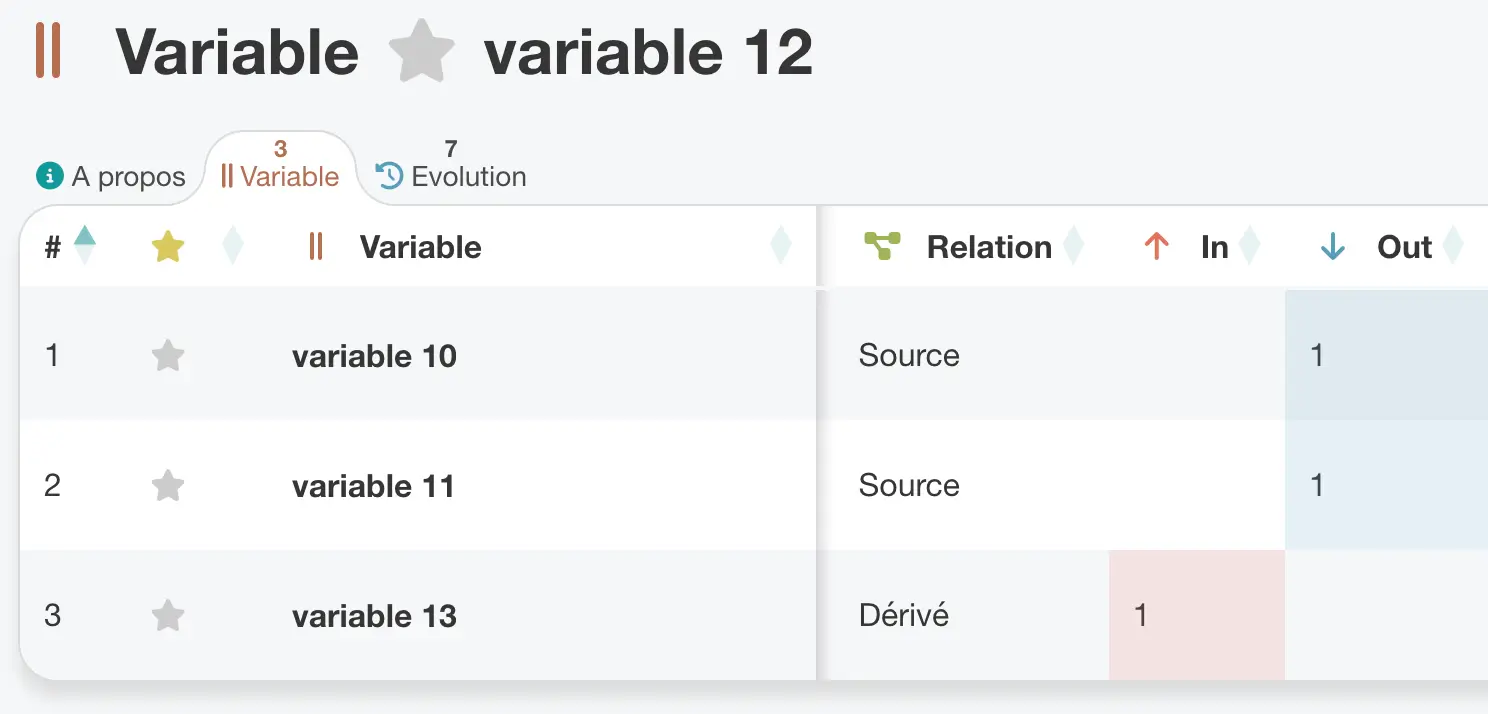 Variable variable 12
3 7
A propos Variable Evolution
# Variable Relation In Out
1 variable 10 Source 1
2 variable 11 Source 1
3 variable 13 Dérivé 1